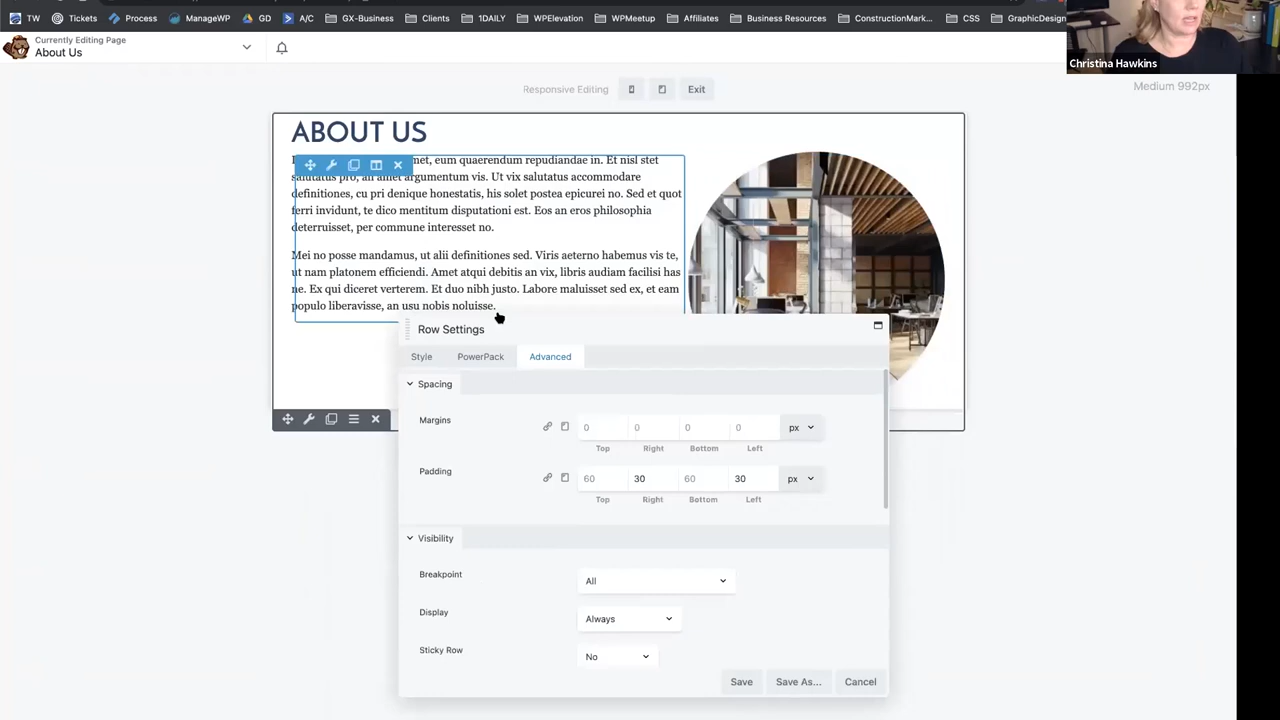 TW
Tickets
Process
ManageWP
GD
A/C
GX-Business
Clients
1DAILY
WPElevation
WPMeetup
Affiliates
Business Resources
ConstructionMark...
CSS
GraphicDesign
Currently Editing Page
About Us
Christina Hawkins
Responsive Editing
Exit
Medium 992px
ABOUT US
met, eum quaerendum repudiandae in. Et nisl stet
salutatus pro, an amet argumentum vis. Ut vix salutatus accommodare
definitiones, cu pri denique honestatis, his solet postea epicurei no. Sed et quot
ferri invidunt, te dico mentitum disputationi est. Eos an eros philosophia
deterruisset, per commune interesset no.
Mei no posse mandamus, ut alii definitiones sed. Viris aeterno habemus vis te,
ut nam platonem efficiendi. Amet atqui debitis an vix, libris audiam facilisi has
ne. Ex qui diceret verterem. Et duo nibh justo. Labore maluisset sed ex, et eam
populo liberavisse, an usu nobis noluisse.
Row Settings
Style
PowerPack
Advanced
Spacing
Margins
0 0 0 0 px
Top Right Bottom Left
Padding
60 30 60 30 px
Top Right Bottom Left
Visibility
Breakpoint
All
Display
Always
Sticky Row
No
Save
Save As...
Cancel